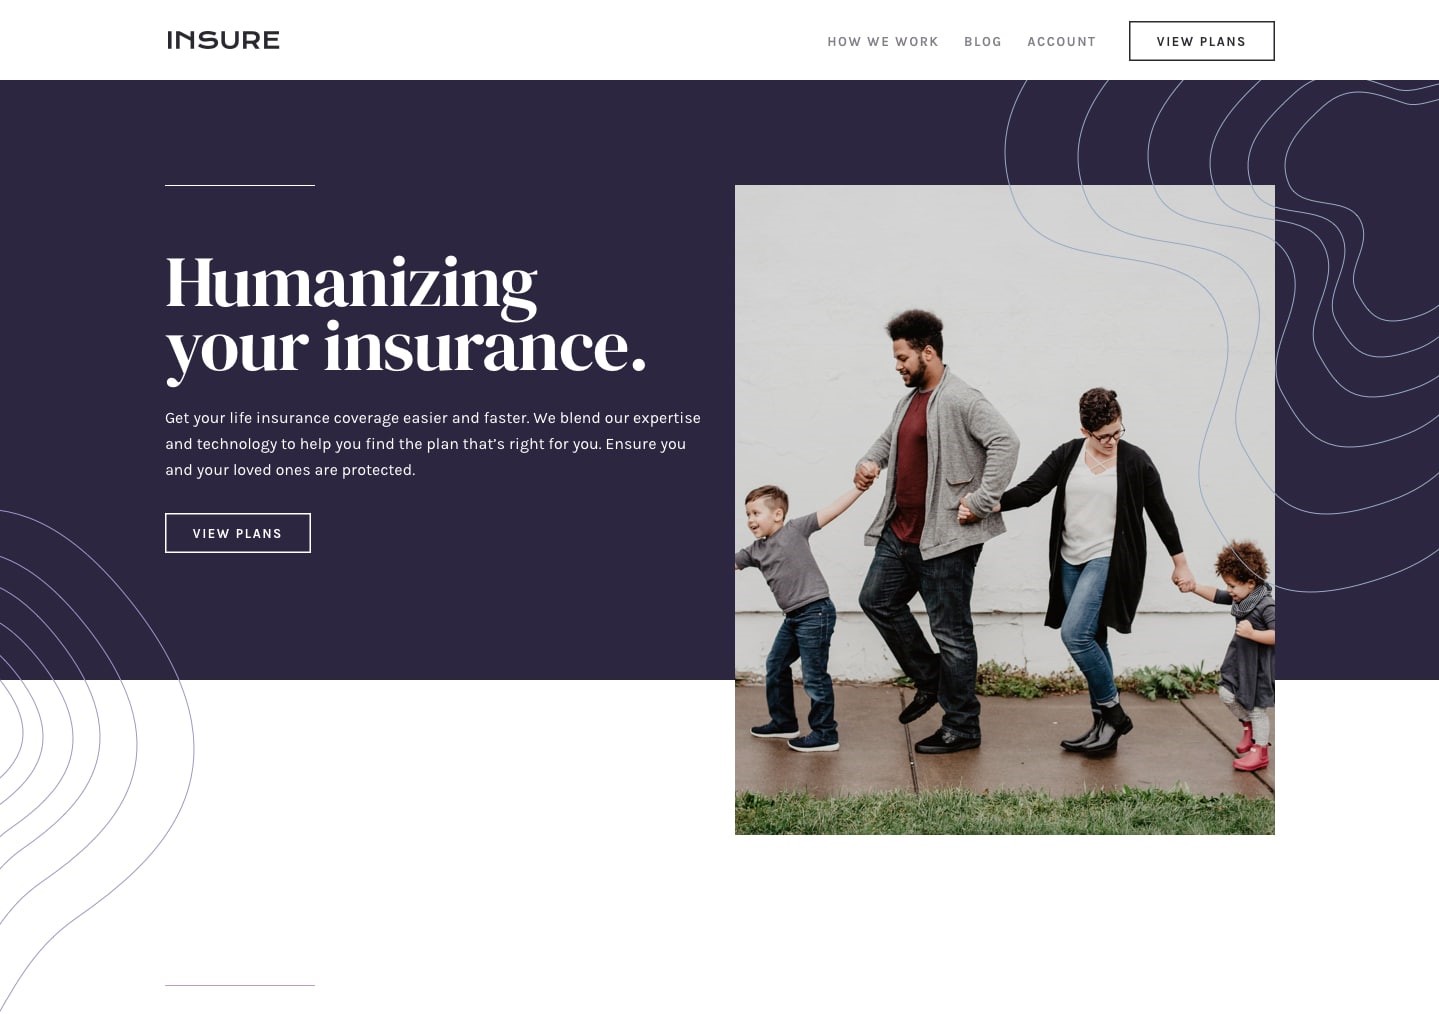 INSURE
HOW WE WORK
BLOG
ACCOUNT
VIEW PLANS
Humanizing
your insurance.
Get your life insurance coverage easier and faster. We blend our expertise
and technology to help you find the plan that’s right for you. Ensure you
and your loved ones are protected.
VIEW PLANS